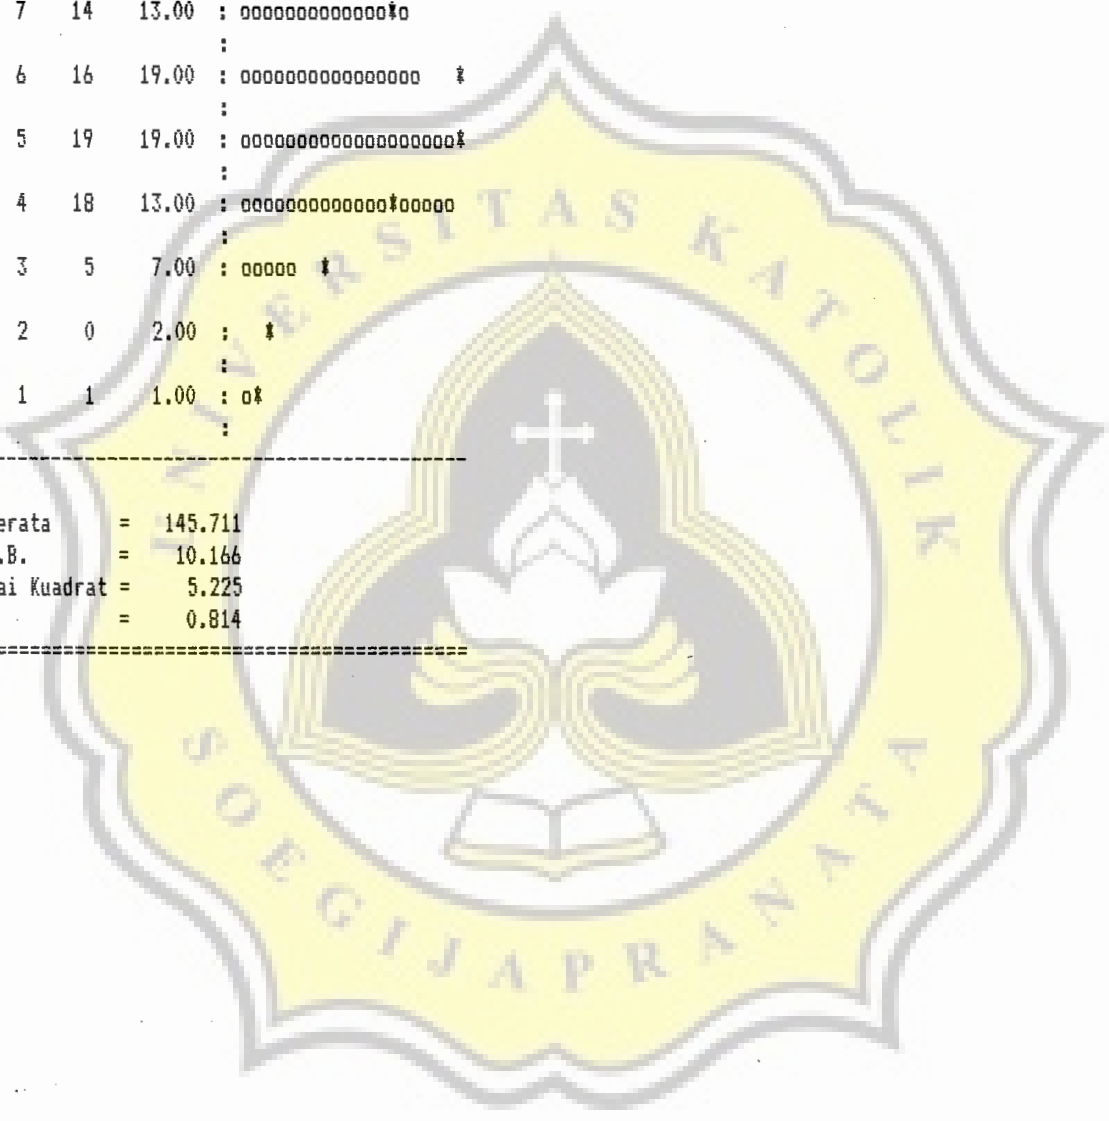 7 14 13.00 : ooooooooooooo*o
:
6 16 19.00 : oooooooooooooooo *
:
5 19 19.00 : ooooooooooooooooooo*
:
4 18 13.00 : ooooooooooooo*ooooo
:
3 5 7.00 : ooooo *
2 0 2.00 : *
:
1 1 1.00 : o*
:
--------------------------------------------------
erata = 145.711
.B. = 10.166
ai Kuadrat = 5.225
= 0.814
==================================================
UNIVERSITAS KATOLIK
SOEGIJAPRANATA